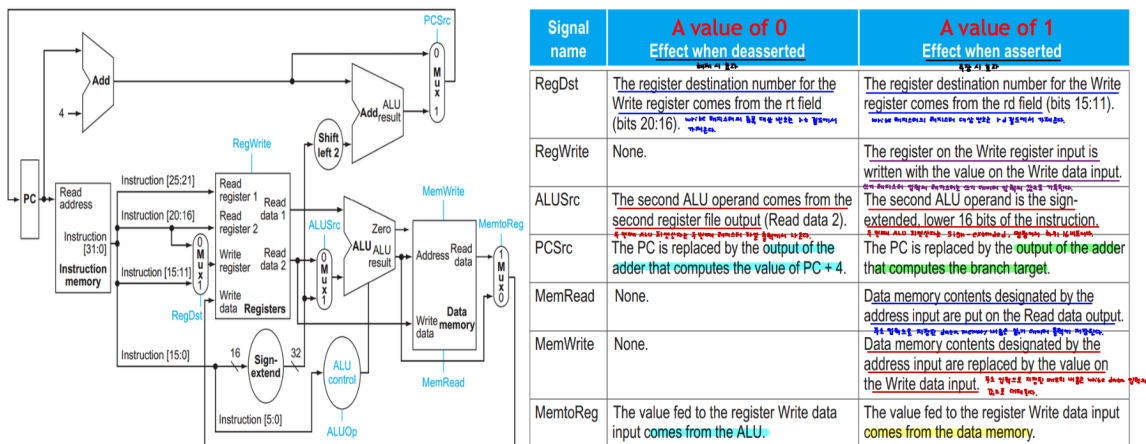 PCSrc
Add
4
0
M
u
x
1
ALU
Add result
Shift
left 2
RegWrite
PC
Read
address
Instruction
[31:0]
Instruction
memory
Instruction [25:21]
Instruction [20:16]
Instruction [15:11]
0
M
u
x
1
RegDst
Read
register 1
Read
register 2
Write
register
Write
data
Read
data 1
Read
data 2
Registers
ALUSrc
0
M
u
x
1
Zero
ALU
ALU
result
MemWrite
Address
Read
data
Write
data
Data
memory
MemRead
MemtoReg
1
M
u
x
0
Instruction [15:0]
16
Sign-
extend
32
ALU
control
Instruction [5:0]
ALUOp
Signal
name
A value of 0
Effect when deasserted
A value of 1
Effect when asserted
RegDst
The register destination number for the
Write register comes from the rt field
(bits 20:16).
The register destination number for the Write
register comes from the rd field (bits 15:11).
RegWrite
None.
The register on the Write register input is
written with the value on the Write data input.
ALUSrc
The second ALU operand comes from the
second register file output (Read data 2).
The second ALU operand is the sign-
extended, lower 16 bits of the instruction.
PCSrc
The PC is replaced by the output of the
adder that computes the value of PC + 4.
The PC is replaced by the output of the adder
that computes the branch target.
MemRead
None.
Data memory contents designated by the
address input are put on the Read data output.
MemWrite
None.
Data memory contents designated by the
address input are replaced by the value on
the Write data input.
MemtoReg
The value fed to the register Write data
input comes from the ALU.
The value fed to the register Write data input
comes from the data memory.